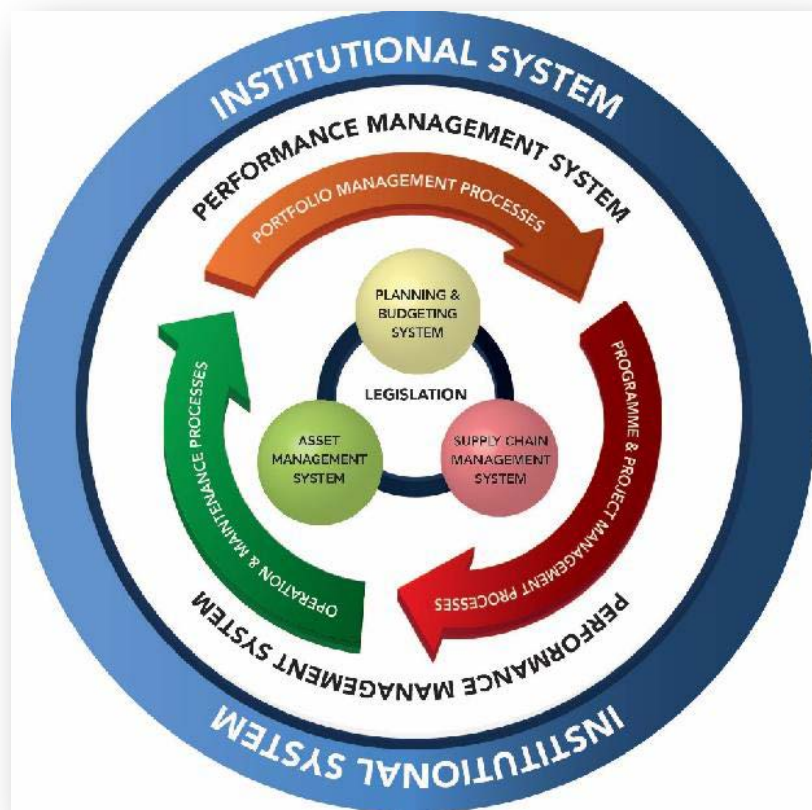 INSTITUTIONAL SYSTEM
PERFORMANCE MANAGEMENT SYSTEM
PORTFOLIO MANAGEMENT PROCESSES
PLANNING &
BUDGETING
SYSTEM
LEGISLATION
ASSET
MANAGEMENT
SYSTEM
SUPPLY CHAIN
MANAGEMENT
SYSTEM
PROGRAMME & PROJECT MANAGEMENT PROCESSES
OPERATION & MAINTENANCE PROCESSES
PERFORMANCE MANAGEMENT SYSTEM
INSTITUTIONAL SYSTEM